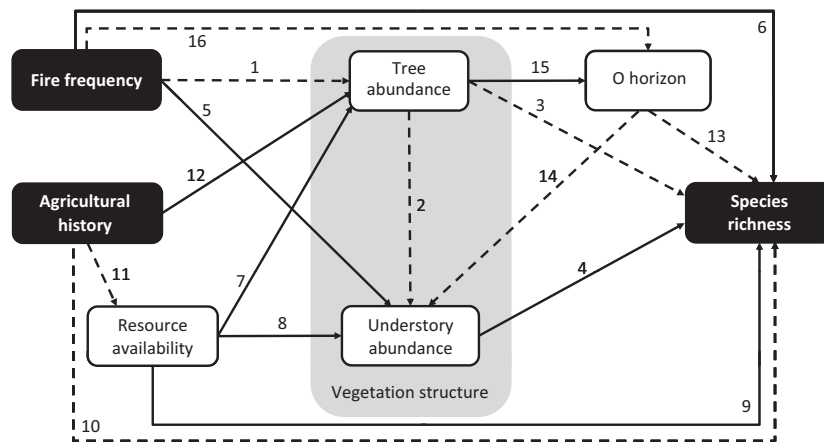 6
16
Fire frequency
1
Tree
abundance
15
O horizon
5
3
13
12
14
Agricultural
history
2
Species
richness
11
7
4
Resource
availability
8
Understory
abundance
Vegetation structure
9
10